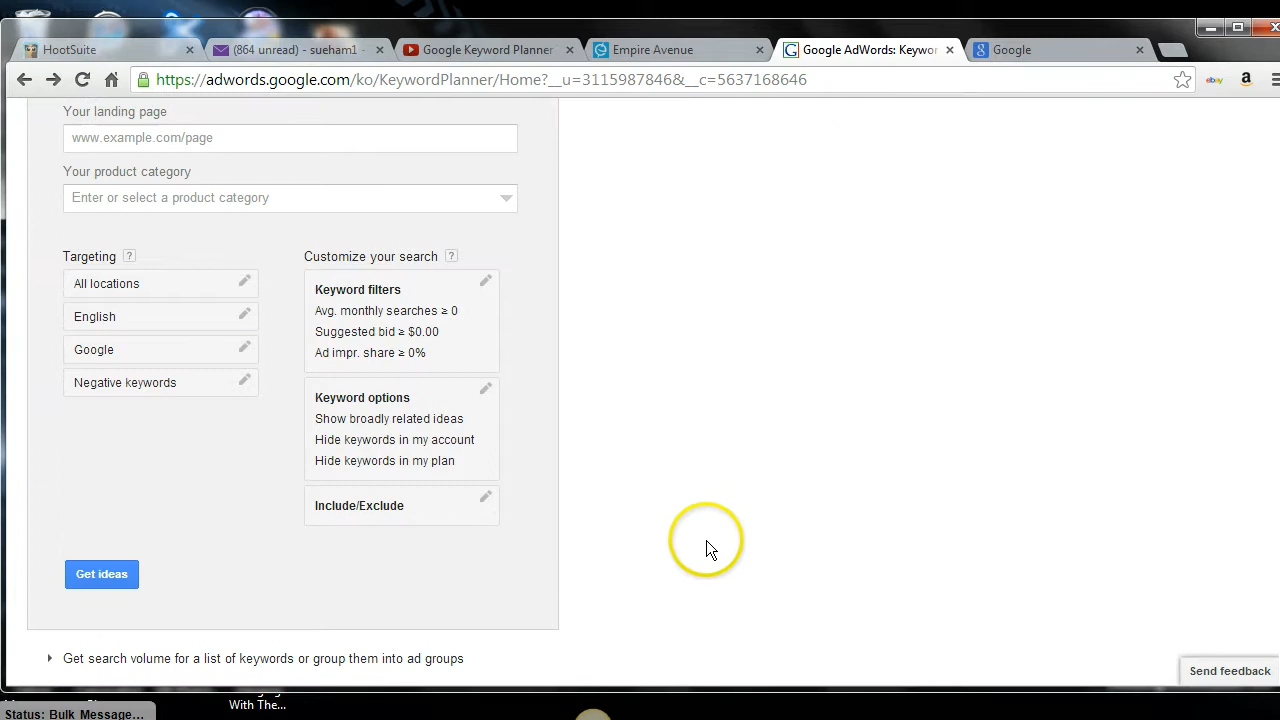 HootSuite
(864 unread) - sueham1 -
Google Keyword Planner
Empire Avenue
Google AdWords: Keywo
Google
https://adwords.google.com/ko/KeywordPlanner/Home?__u=3115987846&__c=5637168646
ebay
a
Your landing page
www.example.com/page
Your product category
Enter or select a product category
Targeting ?
Customize your search ?
All locations
English
Google
Negative keywords
Keyword filters
Avg. monthly searches ≥ 0
Suggested bid ≥ $0.00
Ad impr. share ≥ 0%
Keyword options
Show broadly related ideas
Hide keywords in my account
Hide keywords in my plan
Include/Exclude
Get ideas
Get search volume for a list of keywords or group them into ad groups
Send feedback
With The...
Status: Bulk Message...